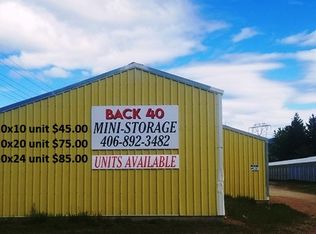 BACK 40
MINI-STORAGE
406-892-3482
UNITS AVAILABLE
0x10 unit $45.00
0x20 unit $75.00
0x24 unit $85.00